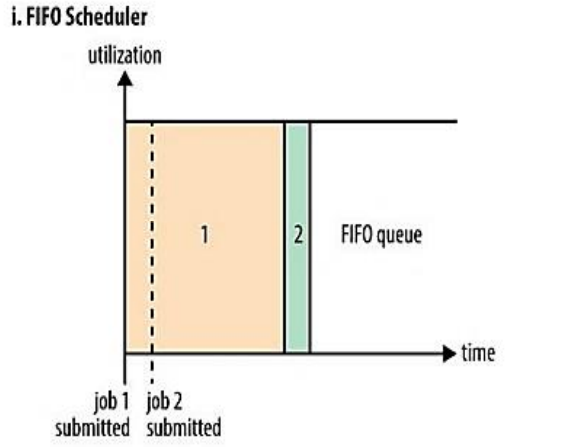 i. FIFO Scheduler
utilization
1
2
FIFO queue
time
job 1
submitted
job 2
submitted